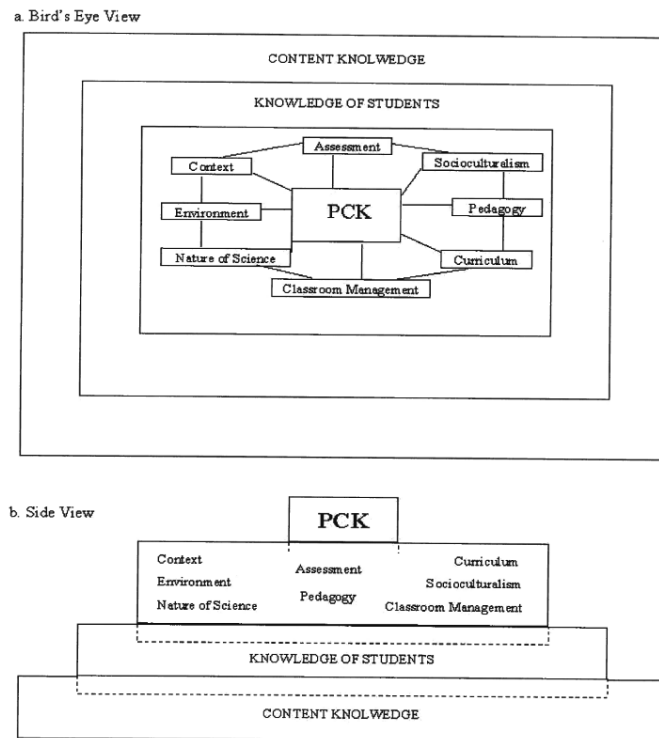 a. Bird's Eye View
CONTENT KNOLWEDGE
KNOWLEDGE OF STUDENTS
Assessment
Context
Socioculturalism
Environment
PCK
Pedagogy
Nature of Science
Curriculum
Classroom Management
b. Side View
PCK
Context
Assessment
Curriculum
Environment
Socioculturalism
Pedagogy
Nature of Science
Classroom Management
KNOWLEDGE OF STUDENTS
CONTENT KNOLWEDGE